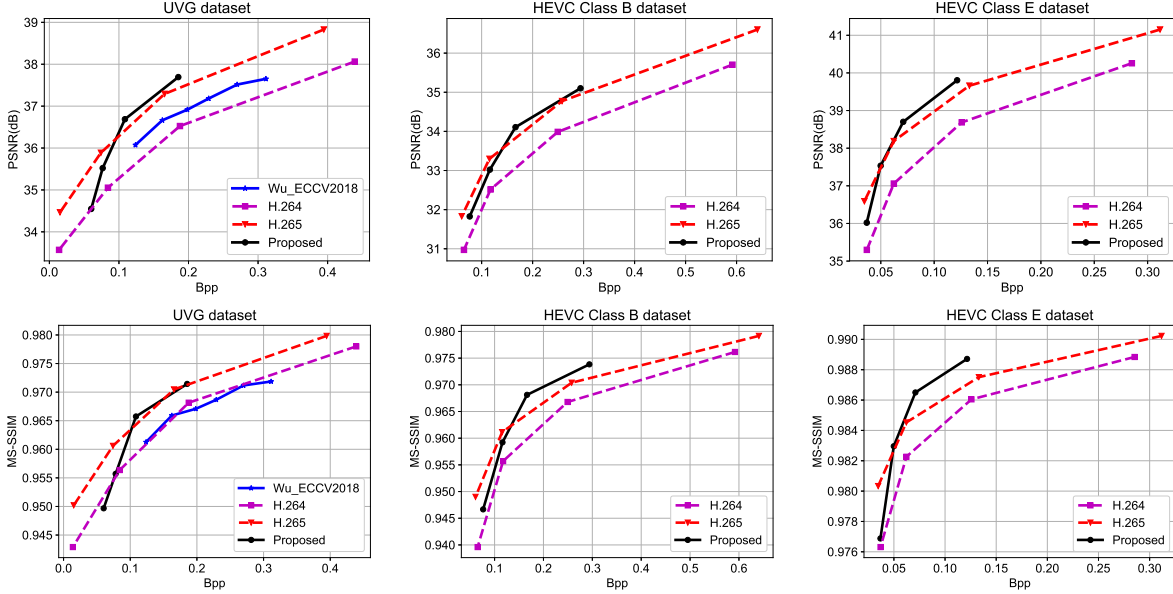 UVG dataset
PSNR(dB)
39
38
37
36
35
34
0.0 0.1 0.2 0.3 0.4
Bpp
Wu_ECCV2018
H.264
H.265
Proposed
HEVC Class B dataset
PSNR(dB)
36
35
34
33
32
31
0.1 0.2 0.3 0.4 0.5 0.6
Bpp
H.264
H.265
Proposed
HEVC Class E dataset
PSNR(dB)
41
40
39
38
37
36
35
0.05 0.10 0.15 0.20 0.25 0.30
Bpp
H.264
H.265
Proposed
UVG dataset
MS-SSIM
0.980
0.975
0.970
0.965
0.960
0.955
0.950
0.945
0.0 0.1 0.2 0.3 0.4
Bpp
Wu_ECCV2018
H.264
H.265
Proposed
HEVC Class B dataset
MS-SSIM
0.980
0.975
0.970
0.965
0.960
0.955
0.950
0.945
0.940
0.1 0.2 0.3 0.4 0.5 0.6
Bpp
H.264
H.265
Proposed
HEVC Class E dataset
MS-SSIM
0.990
0.988
0.986
0.984
0.982
0.980
0.978
0.976
0.05 0.10 0.15 0.20 0.25 0.30
Bpp
H.264
H.265
Proposed